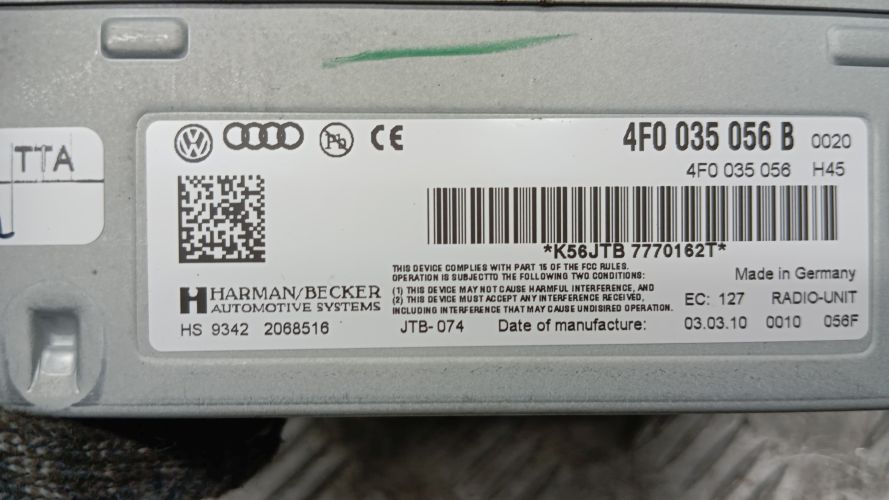 TTA
Pb CE
4F0 035 056 B 0020
4F0 035 056 H45
*K56JTB 7770162T*
THIS DEVICE COMPLIES WITH PART 15 OF THE FCC RULES.
OPERATION IS SUBJECTTO THE FOLLOWING TWO CONDITIONS:
(1) THIS DEVICE MAY NOT CAUSE HARMFUL INTERFERENCE, AND
(2) THIS DEVICE MUST ACCEPT ANY INTERFERENCE RECEIVED,
INCLUDING INTERFERENCE THAT MAY CAUSE UNDISIRED OPERATION.
Made in Germany
HARMAN/BECKER
AUTOMOTIVE SYSTEMS
EC: 127 RADIO-UNIT
HS 9342 2068516 JTB-074 Date of manufacture: 03.03.10 0010 056F